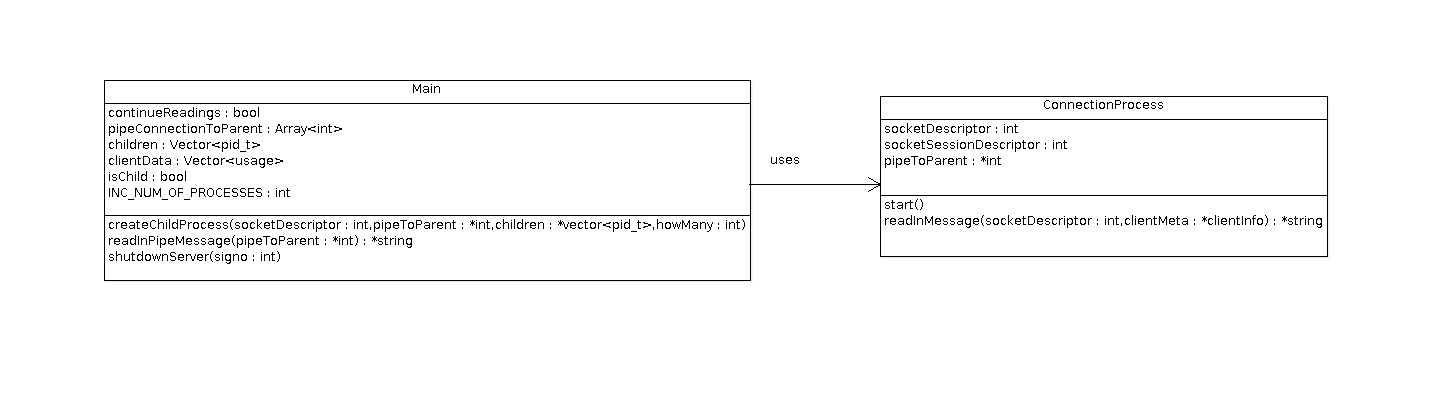 Main
continueReadings : bool
pipeConnectionToParent : Array<int>
children : Vector<pid_t>
clientData : Vector<usage>
isChild : bool
INC_NUM_OF_PROCESSES : int
createChildProcess(socketDescriptor : int,pipeToParent : *int,children : *vector<pid_t>,howMany : int)
readInPipeMessage(pipeToParent : *int) : *string
shutdownServer(signo : int)
uses
ConnectionProcess
socketDescriptor : int
socketSessionDescriptor : int
pipeToParent : *int
start()
readInMessage(socketDescriptor : int,clientMeta : *clientInfo) : *string